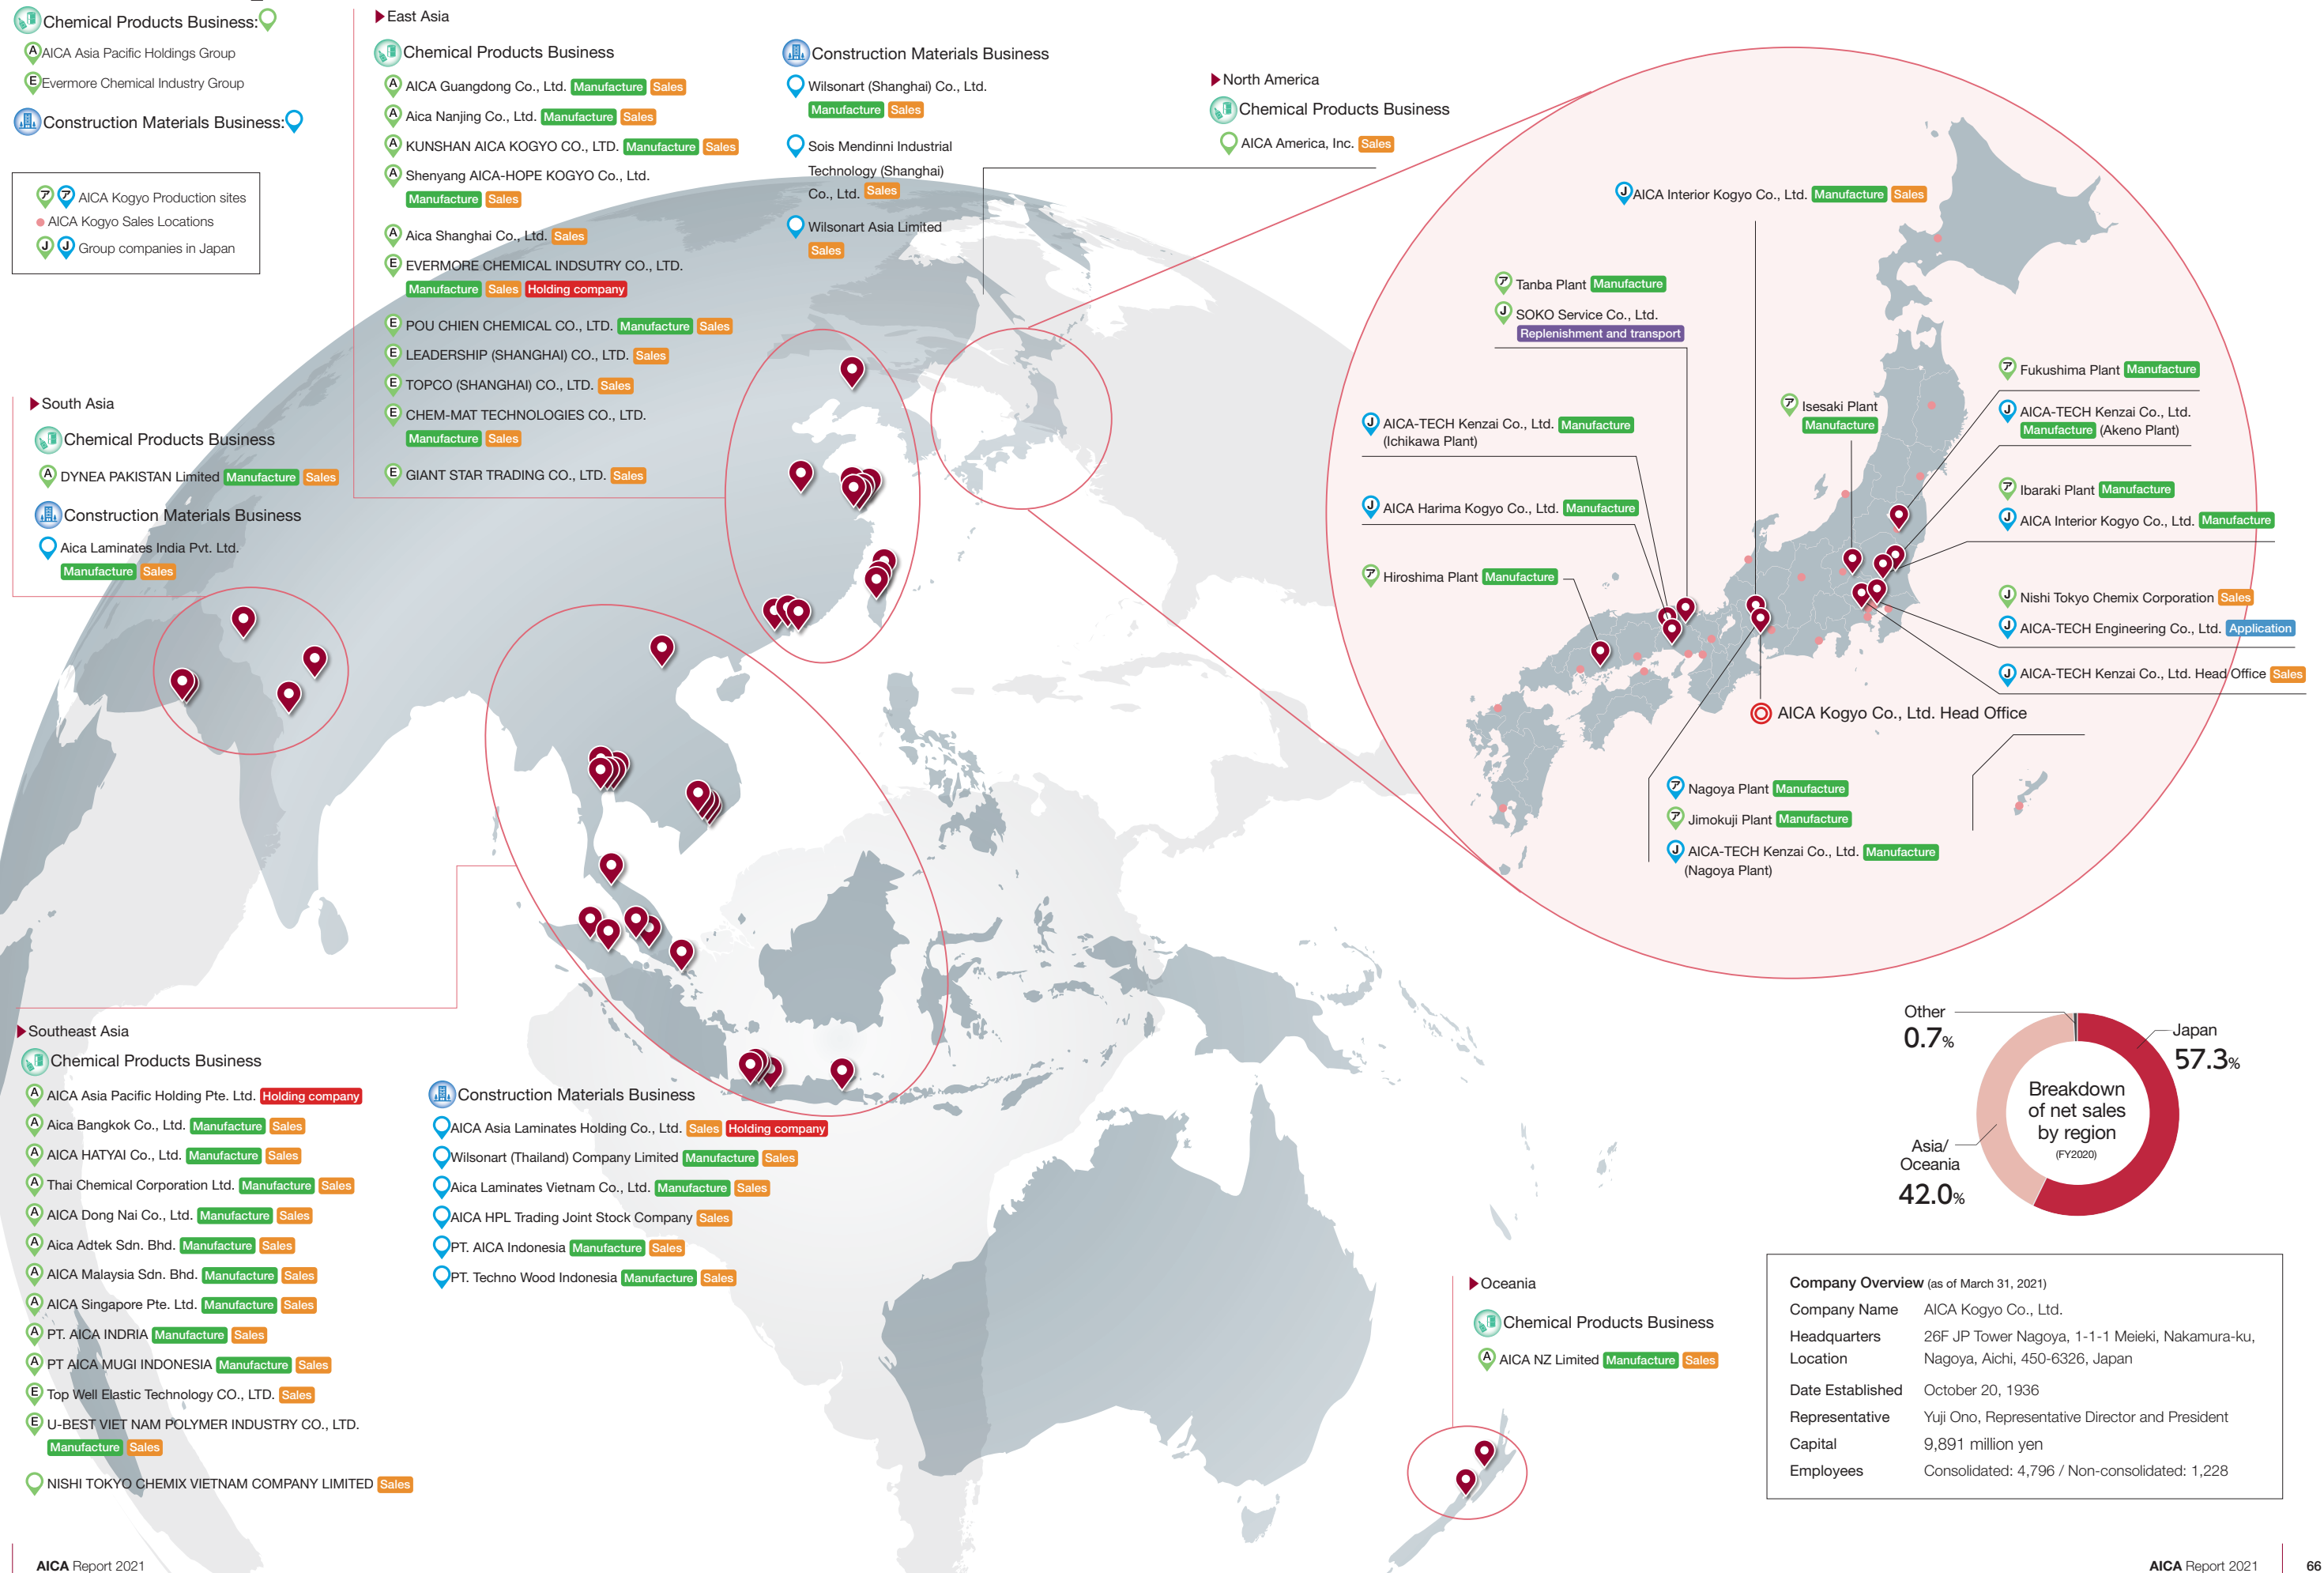 Chemical Products Business:
A AICA Asia Pacific Holdings Group
E Evermore Chemical Industry Group
Construction Materials Business:
ア ア AICA Kogyo Production sites
AICA Kogyo Sales Locations
J J Group companies in Japan
East Asia
Chemical Products Business
A AICA Guangdong Co., Ltd. Manufacture Sales
A Aica Nanjing Co., Ltd. Manufacture Sales
A KUNSHAN AICA KOGYO CO., LTD. Manufacture Sales
A Shenyang AICA-HOPE KOGYO Co., Ltd.
Manufacture Sales
A Aica Shanghai Co., Ltd. Sales
E EVERMORE CHEMICAL INDSUTRY CO., LTD.
Manufacture Sales Holding company
E POU CHIEN CHEMICAL CO., LTD. Manufacture Sales
E LEADERSHIP (SHANGHAI) CO., LTD. Sales
E TOPCO (SHANGHAI) CO., LTD. Sales
E CHEM-MAT TECHNOLOGIES CO., LTD.
Manufacture Sales
E GIANT STAR TRADING CO., LTD. Sales
Construction Materials Business
Wilsonart (Shanghai) Co., Ltd.
Manufacture Sales
Sois Mendinni Industrial
Technology (Shanghai)
Co., Ltd. Sales
Wilsonart Asia Limited
Sales
North America
Chemical Products Business
AICA America, Inc. Sales
J AICA Interior Kogyo Co., Ltd. Manufacture Sales
ア Tanba Plant Manufacture
J SOKO Service Co., Ltd.
Replenishment and transport
J AICA-TECH Kenzai Co., Ltd. Manufacture
(Ichikawa Plant)
J AICA Harima Kogyo Co., Ltd. Manufacture
ア Hiroshima Plant Manufacture
ア Isesaki Plant
Manufacture
ア Fukushima Plant Manufacture
J AICA-TECH Kenzai Co., Ltd.
Manufacture (Akeno Plant)
ア Ibaraki Plant Manufacture
J AICA Interior Kogyo Co., Ltd. Manufacture
J Nishi Tokyo Chemix Corporation Sales
J AICA-TECH Engineering Co., Ltd. Application
J AICA-TECH Kenzai Co., Ltd. Head Office Sales
AICA Kogyo Co., Ltd. Head Office
ア Nagoya Plant Manufacture
ア Jimokuji Plant Manufacture
J AICA-TECH Kenzai Co., Ltd. Manufacture
(Nagoya Plant)
South Asia
Chemical Products Business
A DYNEA PAKISTAN Limited Manufacture Sales
Construction Materials Business
Aica Laminates India Pvt. Ltd.
Manufacture Sales
Southeast Asia
Chemical Products Business
A AICA Asia Pacific Holding Pte. Ltd. Holding company
A Aica Bangkok Co., Ltd. Manufacture Sales
A AICA HATYAI Co., Ltd. Manufacture Sales
A Thai Chemical Corporation Ltd. Manufacture Sales
A AICA Dong Nai Co., Ltd. Manufacture Sales
A Aica Adtek Sdn. Bhd. Manufacture Sales
A AICA Malaysia Sdn. Bhd. Manufacture Sales
A AICA Singapore Pte. Ltd. Manufacture Sales
A PT. AICA INDRIA Manufacture Sales
A PT AICA MUGI INDONESIA Manufacture Sales
E Top Well Elastic Technology CO., LTD. Sales
E U-BEST VIET NAM POLYMER INDUSTRY CO., LTD.
Manufacture Sales
NISHI TOKYO CHEMIX VIETNAM COMPANY LIMITED Sales
Construction Materials Business
AICA Asia Laminates Holding Co., Ltd. Sales Holding company
Wilsonart (Thailand) Company Limited Manufacture Sales
Aica Laminates Vietnam Co., Ltd. Manufacture Sales
AICA HPL Trading Joint Stock Company Sales
PT. AICA Indonesia Manufacture Sales
PT. Techno Wood Indonesia Manufacture Sales
Oceania
Chemical Products Business
A AICA NZ Limited Manufacture Sales
Other
0.7%
Japan
57.3%
Asia/
Oceania
42.0%
Breakdown
of net sales
by region
(FY2020)
Company Overview (as of March 31, 2021)
Company Name AICA Kogyo Co., Ltd.
Headquarters 26F JP Tower Nagoya, 1-1-1 Meieki, Nakamura-ku,
Location Nagoya, Aichi, 450-6326, Japan
Date Established October 20, 1936
Representative Yuji Ono, Representative Director and President
Capital 9,891 million yen
Employees Consolidated: 4,796 / Non-consolidated: 1,228
AICA Report 2021
AICA Report 2021 66